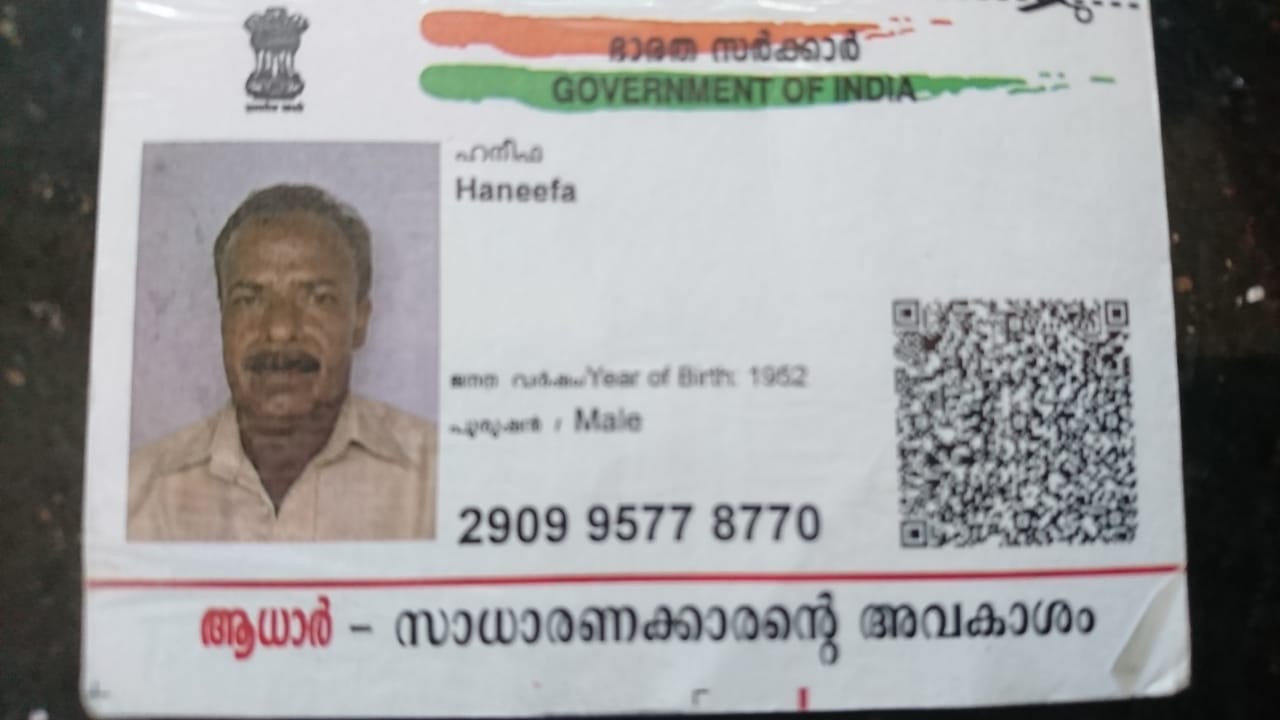 ഭാരത സർക്കാർ
GOVERNMENT OF INDIA
ഹനീഫ
Haneefa
ജനന വർഷം/Year of Birth: 1952
പുരുഷൻ / Male
2909 9577 8770
ആധാർ – സാധാരണക്കാരന്റെ അവകാശം